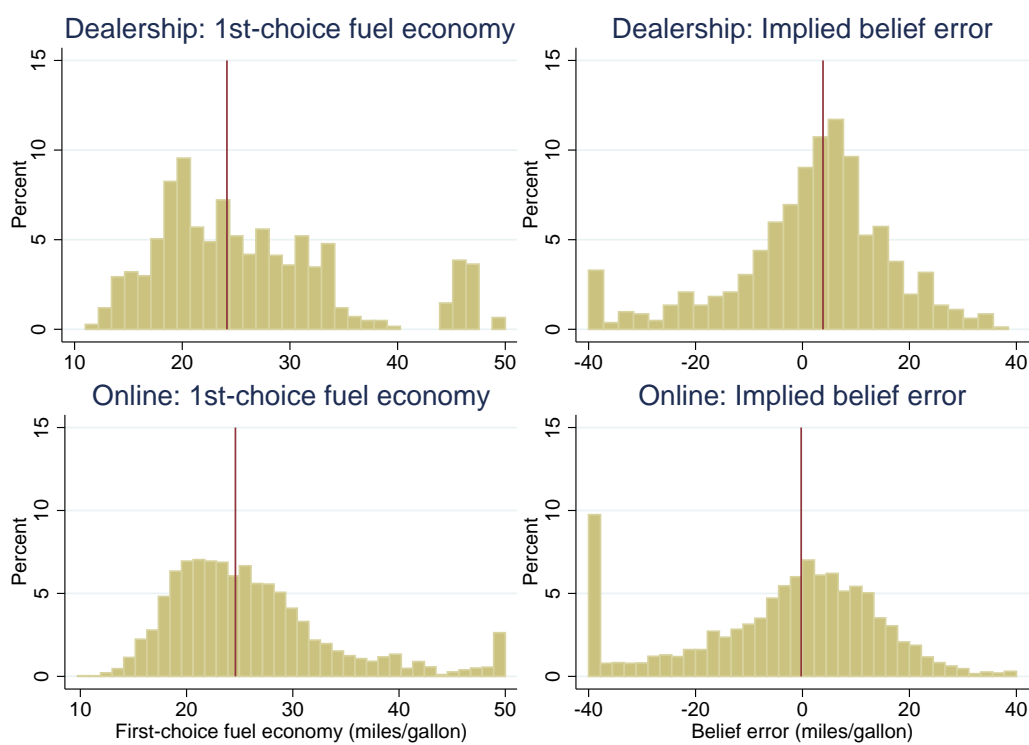 Dealership: 1st-choice fuel economy
Percent
15
10
5
0
10 20 30 40 50
Dealership: Implied belief error
Percent
15
10
5
0
-40 -20 0 20 40
Online: 1st-choice fuel economy
Percent
15
10
5
0
10 20 30 40 50
First-choice fuel economy (miles/gallon)
Online: Implied belief error
Percent
15
10
5
0
-40 -20 -0 20 40
Belief error (miles/gallon)